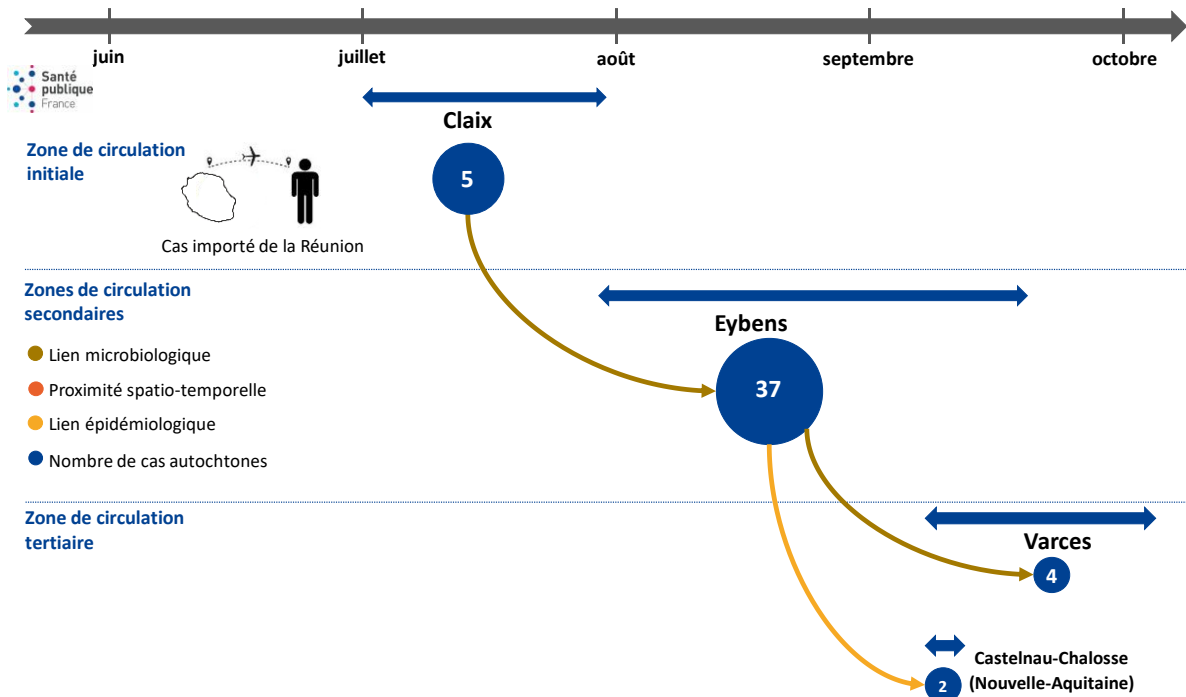 juin
juillet
août
septembre
octobre
Santé
publique
France
Claix
Zone de circulation
initiale
5
Cas importé de la Réunion
Zones de circulation
secondaires
Eybens
Lien microbiologique
37
Proximité spatio-temporelle
Lien épidémiologique
Nombre de cas autochtones
Zone de circulation
tertiaire
Varces
4
Castelnau-Chalosse
(Nouvelle-Aquitaine)
2